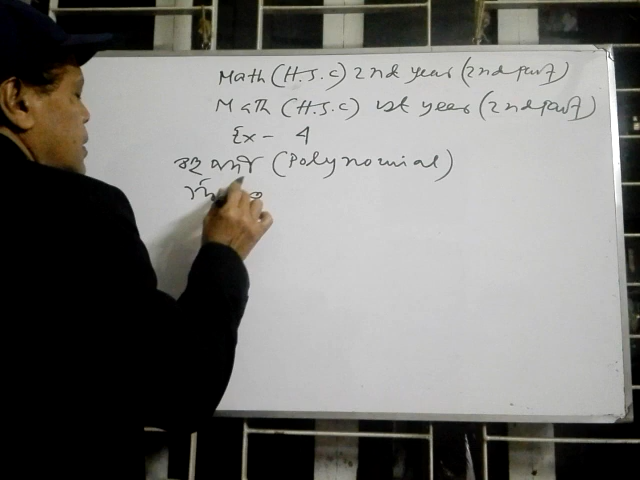 Math (H.S.C) 2nd year (2nd part)
Math (H.S.C) 1st year (2nd part)
Ex - 4
বহুপদী (Polynomial)